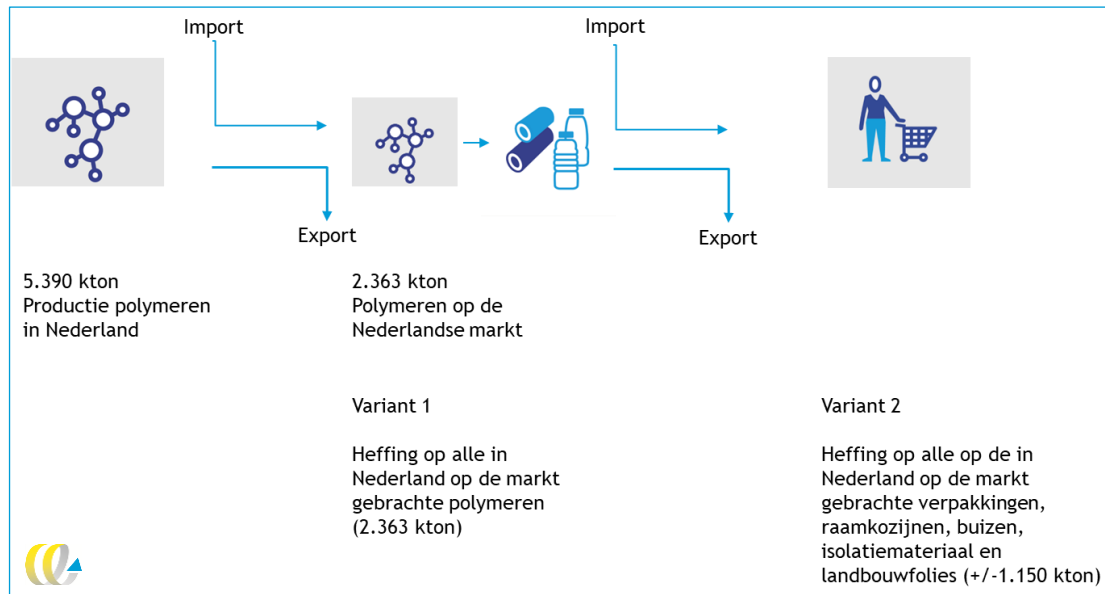 Import
Import
Export
Export
5.390 kton
Productie polymeren
in Nederland
2.363 kton
Polymeren op de
Nederlandse markt
Variant 1
Heffing op alle in
Nederland op de markt
gebrachte polymeren
(2.363 kton)
Variant 2
Heffing op alle op de in
Nederland op de markt
gebrachte verpakkingen,
raamkozijnen, buizen,
isolatiemateriaal en
landbouwfolies (+/-1.150 kton)